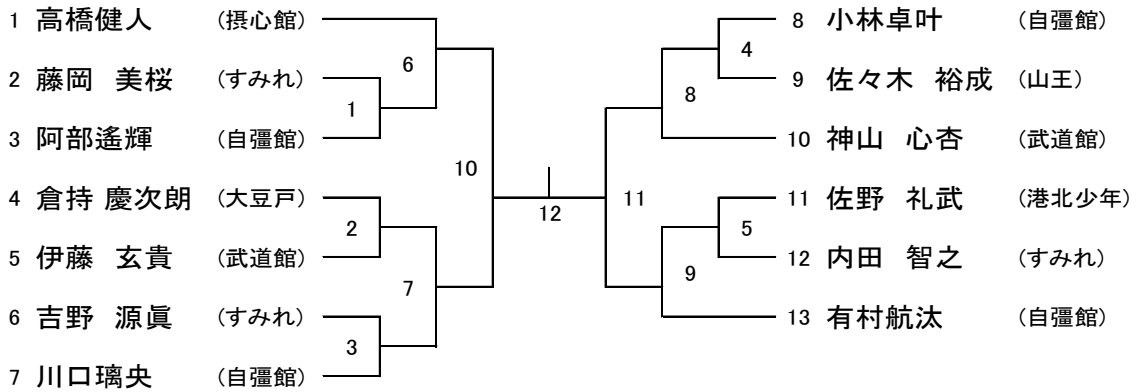 1 高橋健人 (摂心館)
2 藤岡 美桜 (すみれ)
3 阿部遙輝 (自彊館)
4 倉持 慶次朗 (大豆戸)
5 伊藤 玄貴 (武道館)
6 吉野 源眞 (すみれ)
7 川口璃央 (自彊館)
6
1
10
2
7
3
12
8 小林卓叶 (自彊館)
9 佐々木 裕成 (山王)
10 神山 心杏 (武道館)
11 佐野 礼武 (港北少年)
12 内田 智之 (すみれ)
13 有村航汰 (自彊館)
4
8
11
5
9